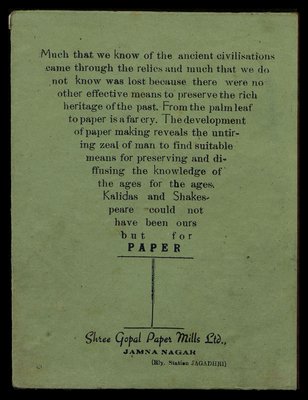 Much that we know of the ancient civilisations
came through the relics and much that we do
not know was lost because there were no
other effective means to preserve the rich
heritage of the past. From the palm leaf
to paper is a far cry. The development
of paper making reveals the untir-
ing zeal of man to find suitable
means for preserving and di-
ffusing the knowledge of
the ages for the ages.
Kalidas and Shakes-
peare could not
have been ours
but for
PAPER
Shree Gopal Paper Mills Ltd.,
JAMNA NAGAR
(Rly. Station JAGADHRI)